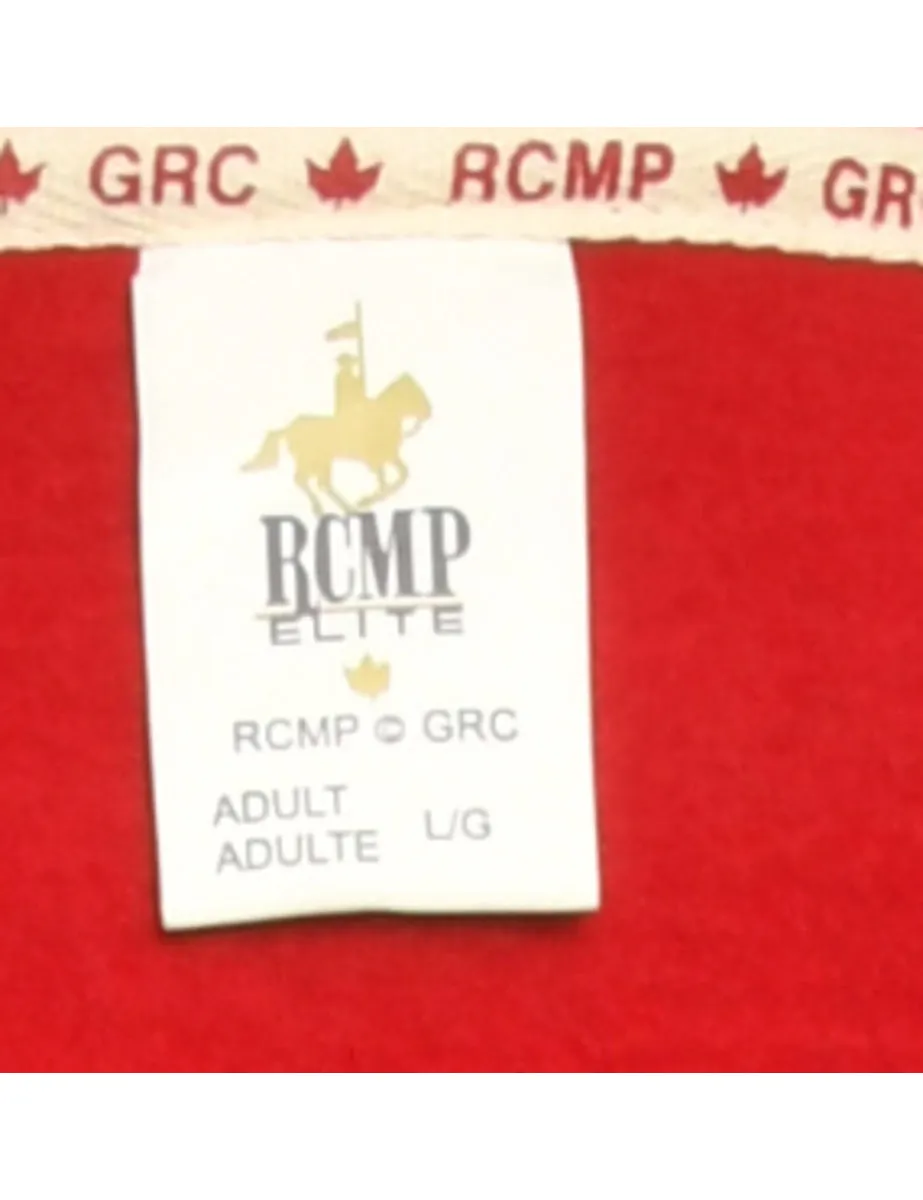 GRC RCMP GR
RCMP
ELITE
RCMP © GRC
ADULT
ADULTE L/G